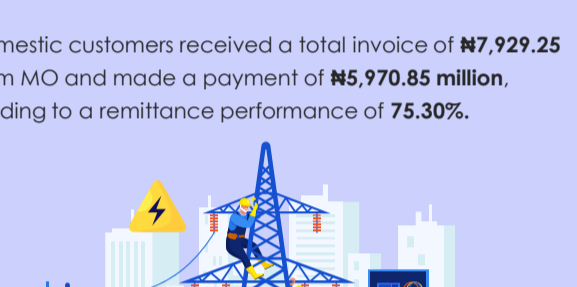 mestic customers received a total invoice of ₦7,929.25
m MO and made a payment of ₦5,970.85 million,
ding to a remittance performance of 75.30%.